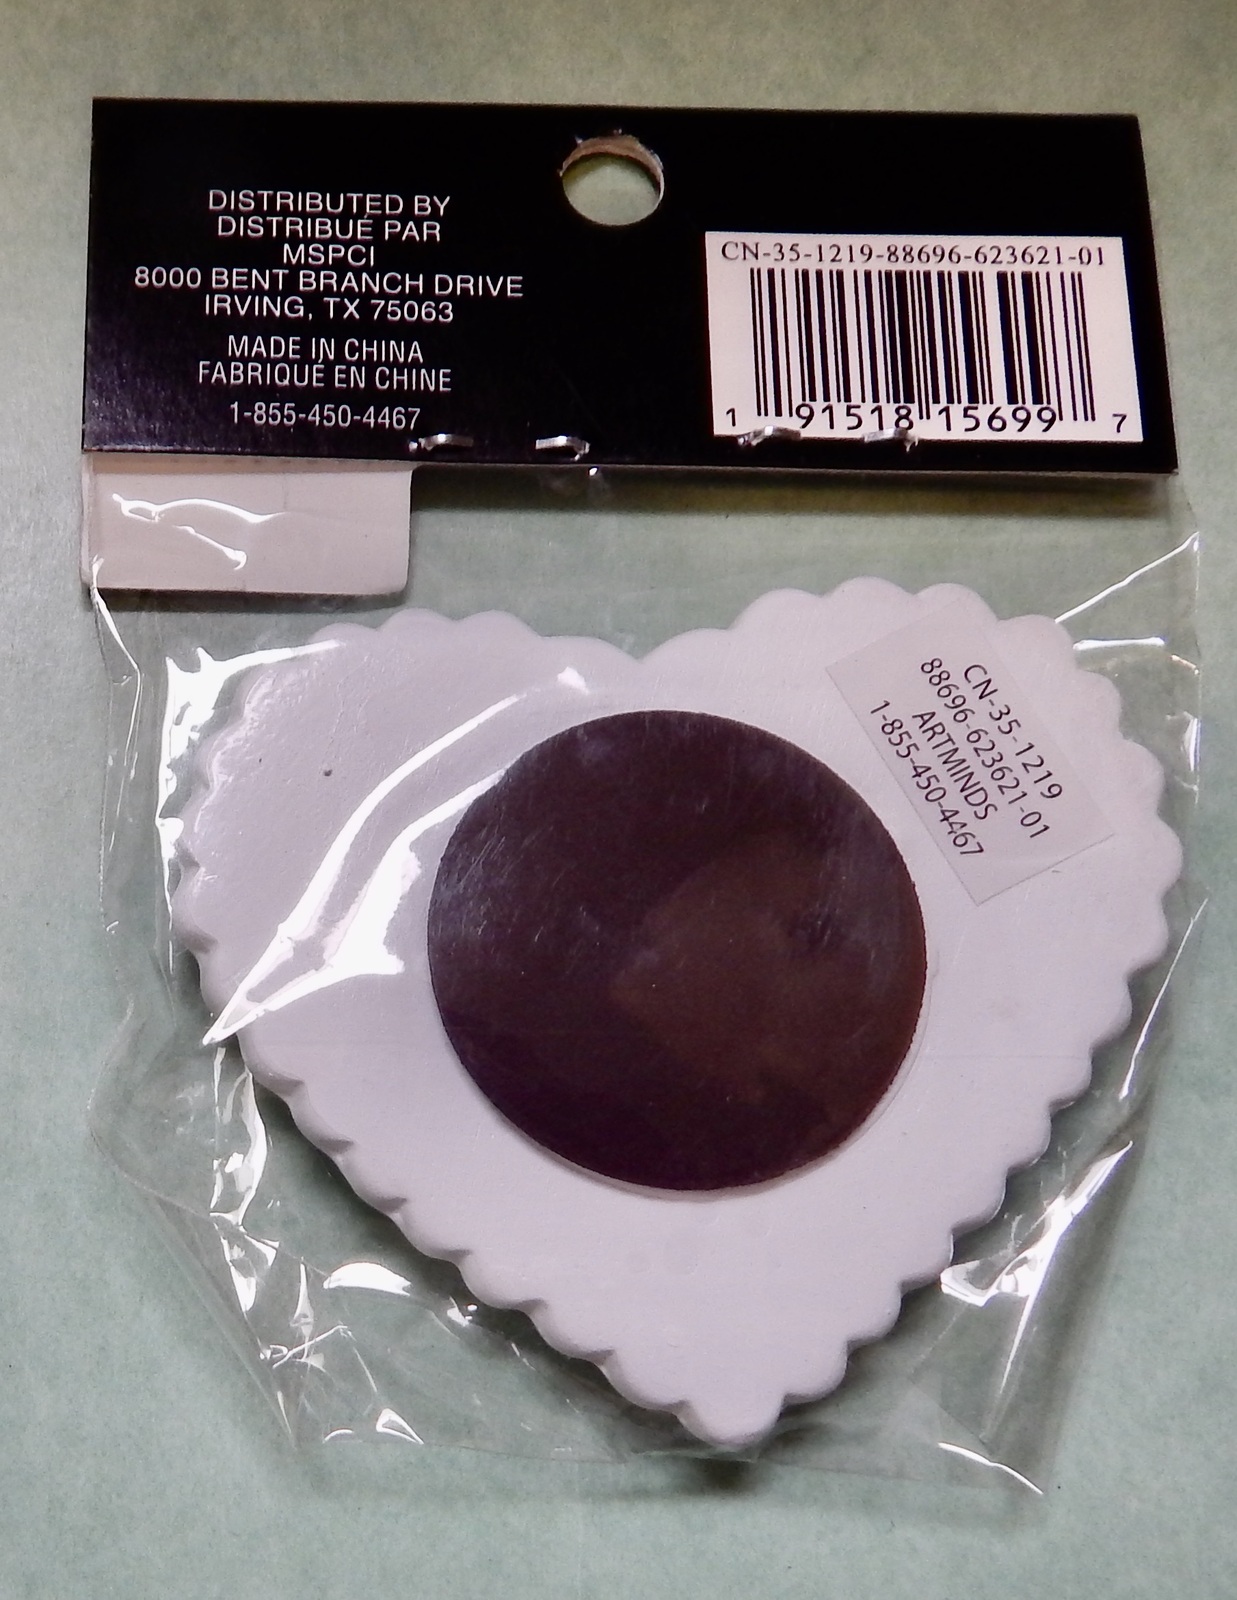 DISTRIBUTED BY
DISTRIBUÉ PAR
MSPCI
8000 BENT BRANCH DRIVE
IRVING, TX 75063
MADE IN CHINA
FABRIQUÉ EN CHINE
1-855-450-4467
CN-35-1219-88696-623621-01
1 91518 15699 7
CN-35-1219
88696-623621-01
ARTMINDS
1-855-450-4467